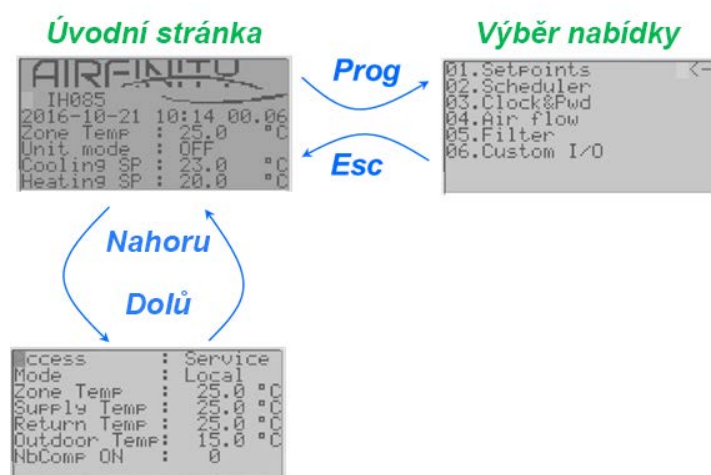 Úvodní stránka
AIRFINITY
IH085
2016-10-21 10:14 00.06
Zone Temp : 25.0 °C
Unit mode : OFF
Cooling SP : 23.0 °C
Heating SP : 20.0 °C
Prog
Esc
Výběr nabídky
01.Setpoints <-
02.Scheduler
03.Clock&Pwd
04.Air flow
05.Filter
06.Custom I/O
Nahoru
Dolů
Access : Service
Mode : Local
Zone Temp : 25.0 °C
Supply Temp : 25.0 °C
Return Temp : 25.0 °C
Outdoor Temp: 15.0 °C
NbComp ON : 0